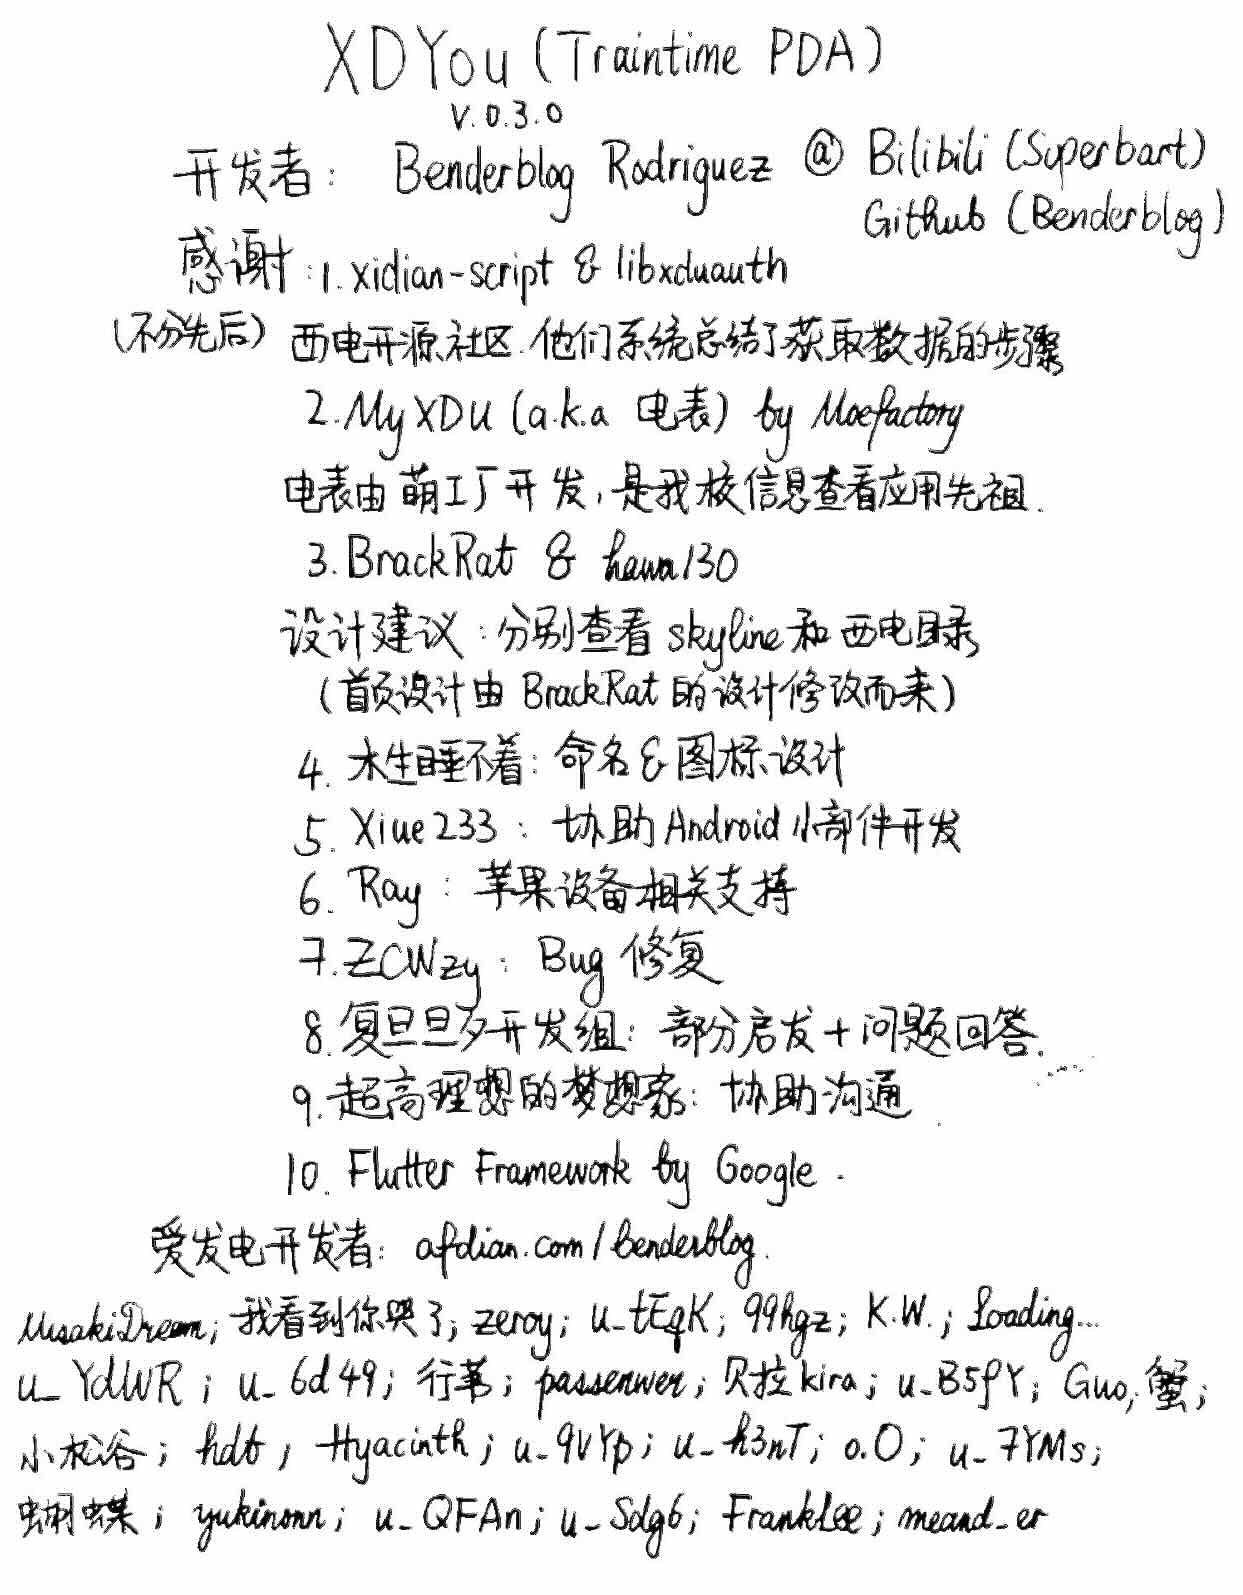 XDYou (Traintime PDA)
v.0.3.0
开发者: Benderblog Rodriguez @ Bilibili (Superbart)
Github (Benderblog)
感谢:1. xidian-script & libxduauth
(不分先后) 西电开源社区.他们系统总结了获取数据的步骤
2. MyXDU (a.k.a 电表) by Moefactory
电表由萌工厂开发,是我校信息查看应用先祖.
3. BrackRat & hawa130
设计建议:分别查看 skyline 和西电目录
(首页设计由 BrackRat 的设计修改而来)
4. 木生睡不着:命名&图标设计
5. Xiue233: 协助 Android 小部件开发
6. Ray: 苹果设备相关支持
7. ZCWzy: Bug 修复
8. 复旦旦夕开发组: 部分启发+问题回答.
9. 超高理想的梦想家: 协助沟通
10. Flutter Framework by Google.
爱发电开发者: afdian.com/benderblog.
MisakiDream; 我看到你哭了; zeroy; u_tEqK; 99hgz; K.W.; Loading...
u_YdWR; u_6d49; 行苇; passenwer; 贝拉kira; u_B5fY; Guo; 蟹;
小松谷; hdt; Hyacinth; u_9VYp; u_h3nT; o.O; u_7YMs;
蝴蝶; yukinonn; u_QFAn; u_Sdg6; FrankLee; meand_er